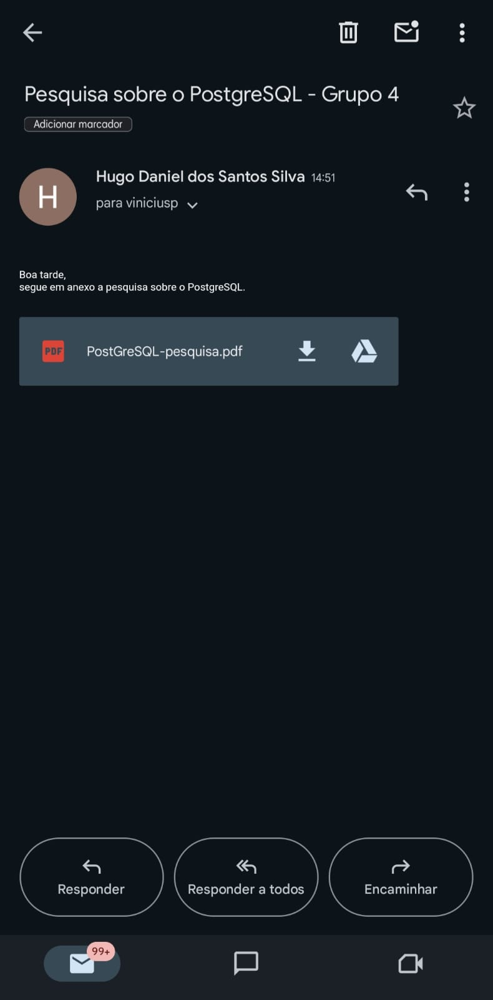 Pesquisa sobre o PostgreSQL - Grupo 4
Adicionar marcador
H
Hugo Daniel dos Santos Silva 14:51
para viniciusp
Boa tarde,
segue em anexo a pesquisa sobre o PostgreSQL.
PDF PostGreSQL-pesquisa.pdf
Responder Responder a todos Encaminhar
99+